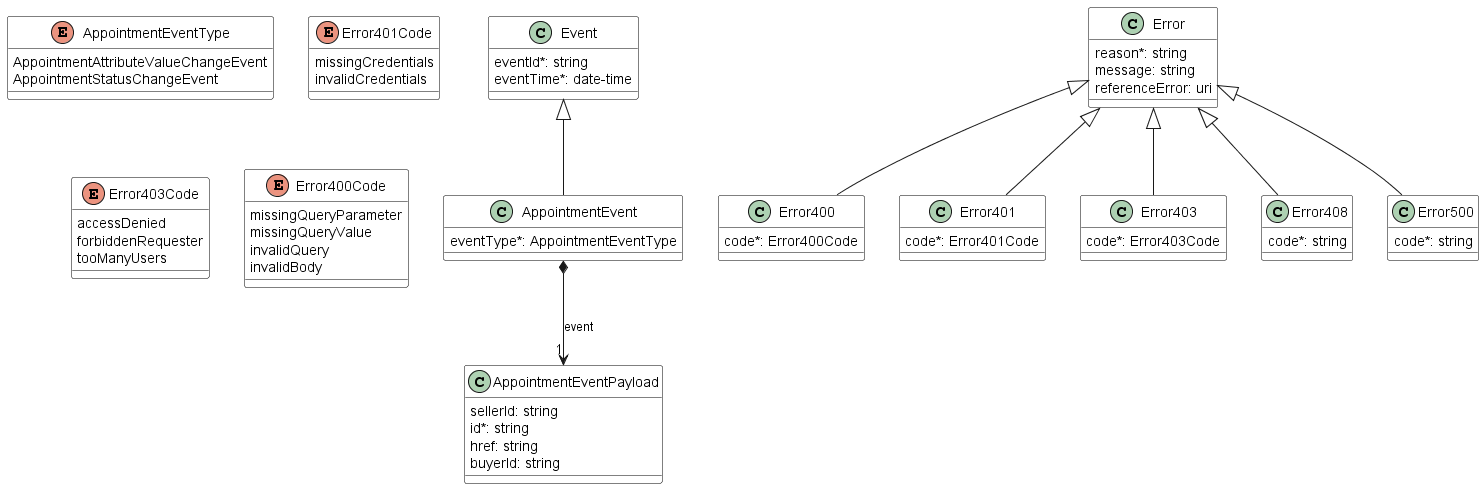 E AppointmentEventType
AppointmentAttributeValueChangeEvent
AppointmentStatusChangeEvent
E Error401Code
missingCredentials
invalidCredentials
C Event
eventId*: string
eventTime*: date-time
C Error
reason*: string
message: string
referenceError: uri
E Error403Code
accessDenied
forbiddenRequester
tooManyUsers
E Error400Code
missingQueryParameter
missingQueryValue
invalidQuery
invalidBody
C AppointmentEvent
eventType*: AppointmentEventType
C Error400
code*: Error400Code
C Error401
code*: Error401Code
C Error403
code*: Error403Code
C Error408
code*: string
C Error500
code*: string
event
1
C AppointmentEventPayload
sellerId: string
id*: string
href: string
buyerId: string